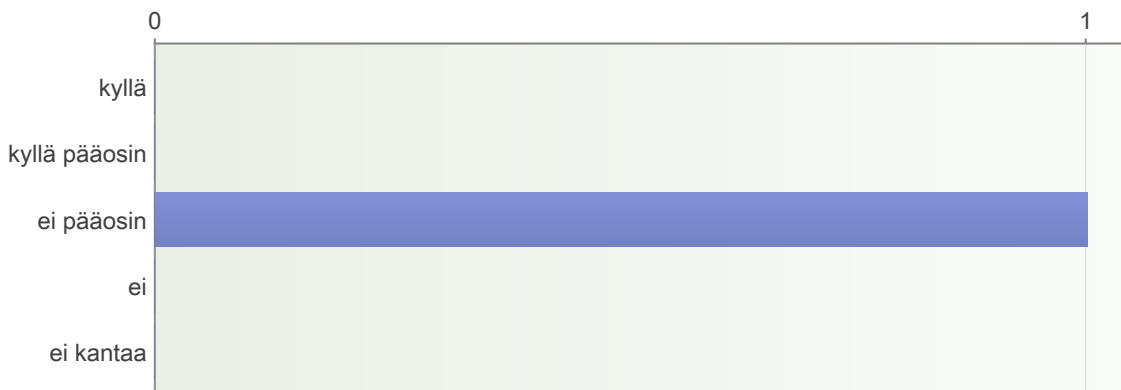 0 1
kyllä
kyllä pääosin
ei pääosin
ei
ei kantaa